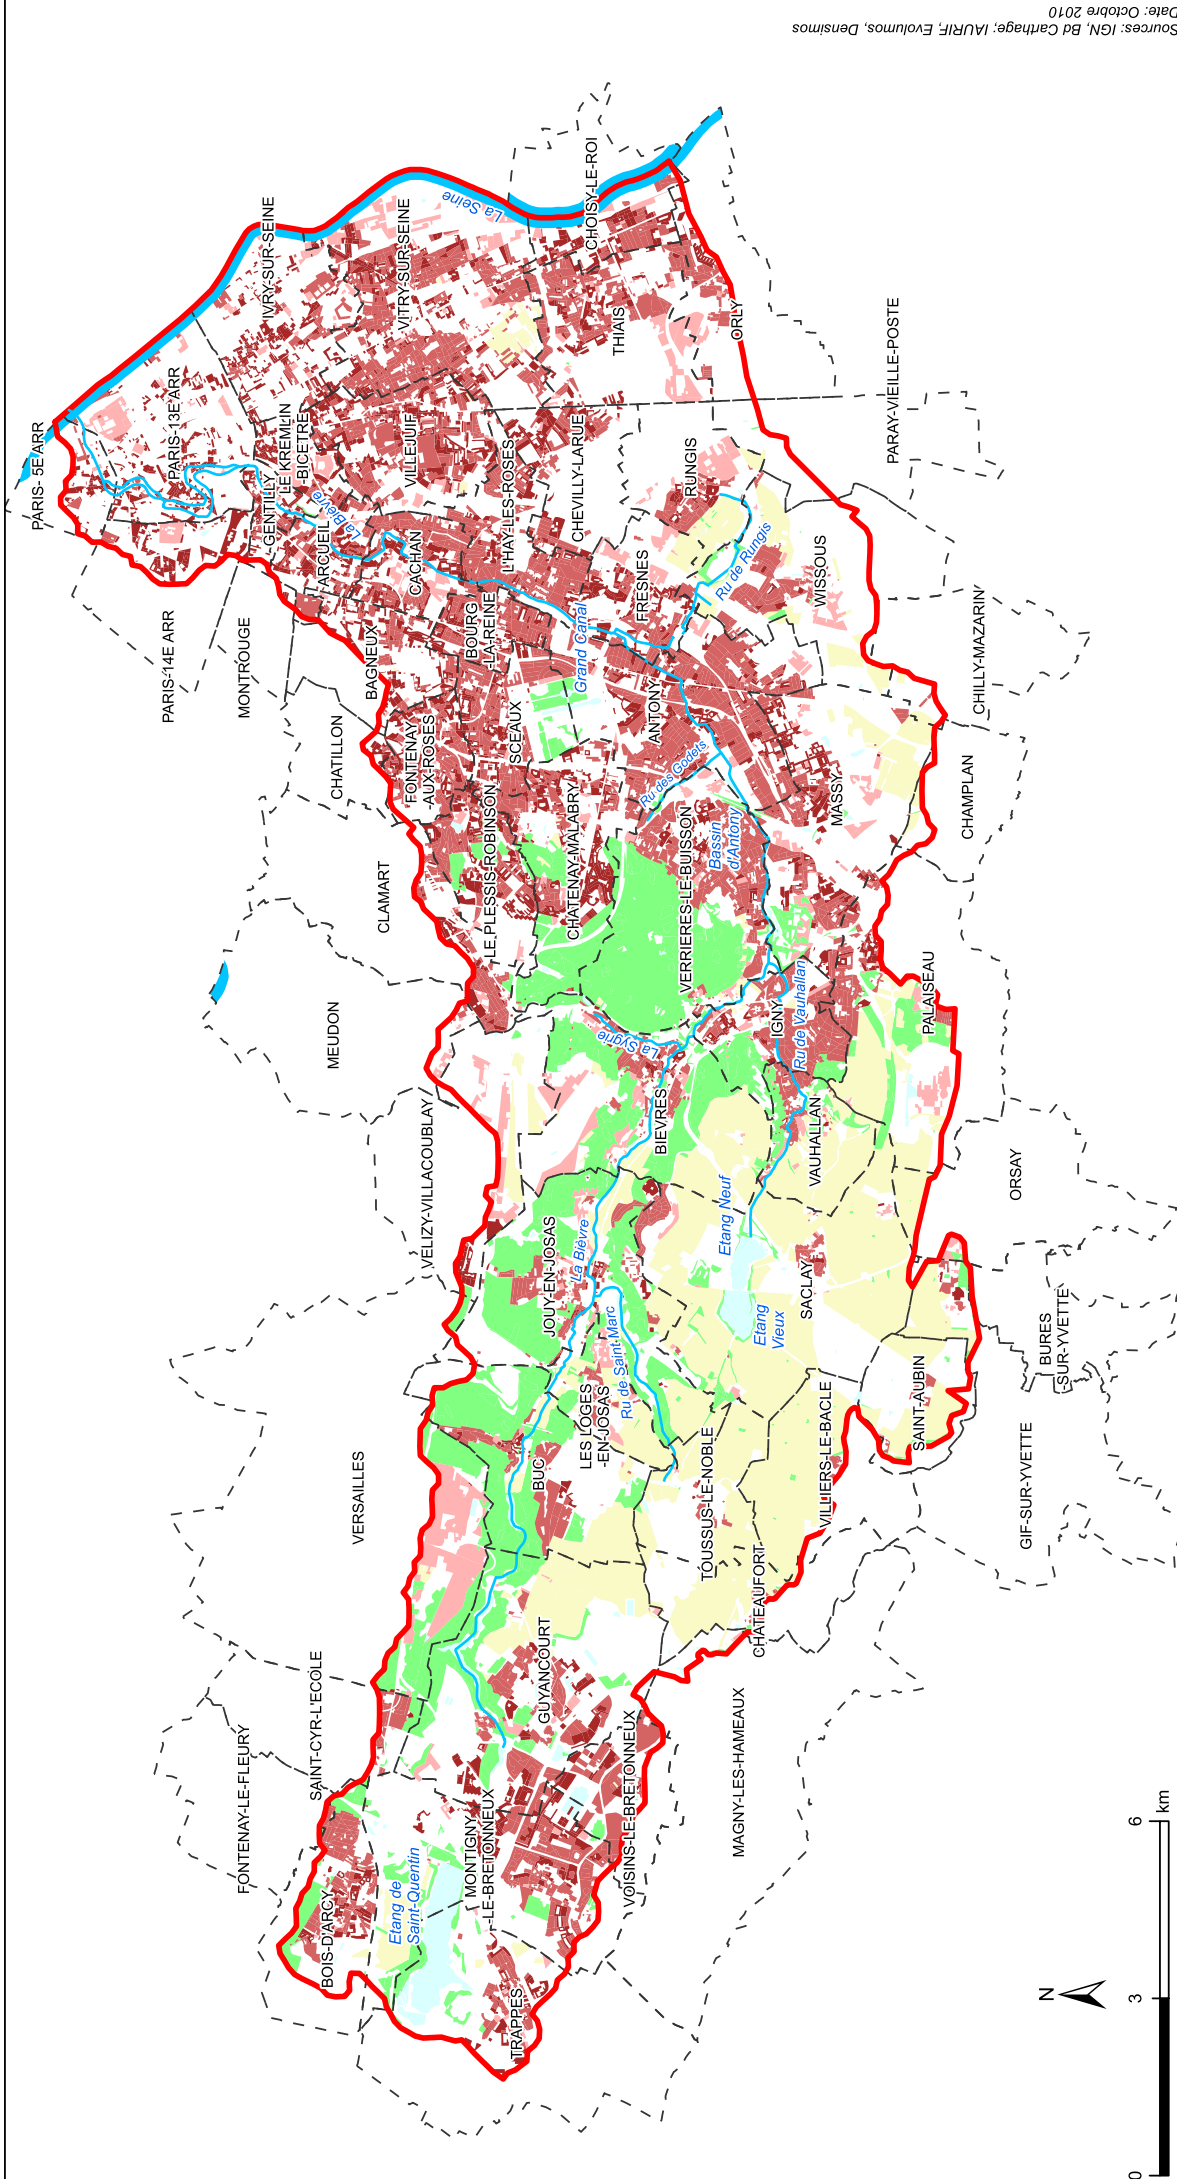 Sources: IGN, Bd Carthage; IAURIF, Evolumos, Densimos
Date: Octobre 2010
PARIS- 5E ARR
PARIS-13E ARR
PARIS-14E ARR
MONTROUGE
GENTILLY
LE KREMLIN
-BICETRE
IVRY-SUR-SEINE
VITRY-SUR-SEINE
La Seine
CHOISY-LE-ROI
THIAIS
ORLY
PARAY-VIEILLE-POSTE
VILLEJUIF
ARCUEIL
La Bièvre
CACHAN
L'HAY-LES-ROSES
CHEVILLY-LARUE
RUNGIS
Ru de Rungis
WISSOUS
CHILLY-MAZARIN
FRESNES
Grand Canal
BOURG
-LA-REINE
BAGNEUX
CHATILLON
FONTENAY
-AUX-ROSES
SCEAUX
ANTONY
Ru des Godets
CHAMPLAN
MASSY
Bassin
d'Antony
VERRIERES-LE-BUISSON
CHATENAY-MALABRY
LE PLESSIS-ROBINSON
CLAMART
MEUDON
VELIZY-VILLACOUBLAY
La Sygrie
IGNY
Ru de Vauhallan
PALAISEAU
BIEVRES
VAUHALLAN
ORSAY
JOUY-EN-JOSAS
La Bièvre
Etang Neuf
Etang
Vieux
SACLAY
BURES
-SUR-YVETTE
Ru de Saint-Marc
LES LOGES
-EN-JOSAS
SAINT-AUBIN
VILLIERS-LE-BACLE
GIF-SUR-YVETTE
VERSAILLES
BUC
TOUSSUS-LE-NOBLE
CHATEAUFORT
GUYANCOURT
SAINT-CYR-L'ECOLE
FONTENAY-LE-FLEURY
MAGNY-LES-HAMEAUX
VOISINS-LE-BRETONNEUX
MONTIGNY
-LE-BRETONNEUX
Etang de
Saint-Quentin
BOIS-D'ARCY
TRAPPES
N
0
3
6
km